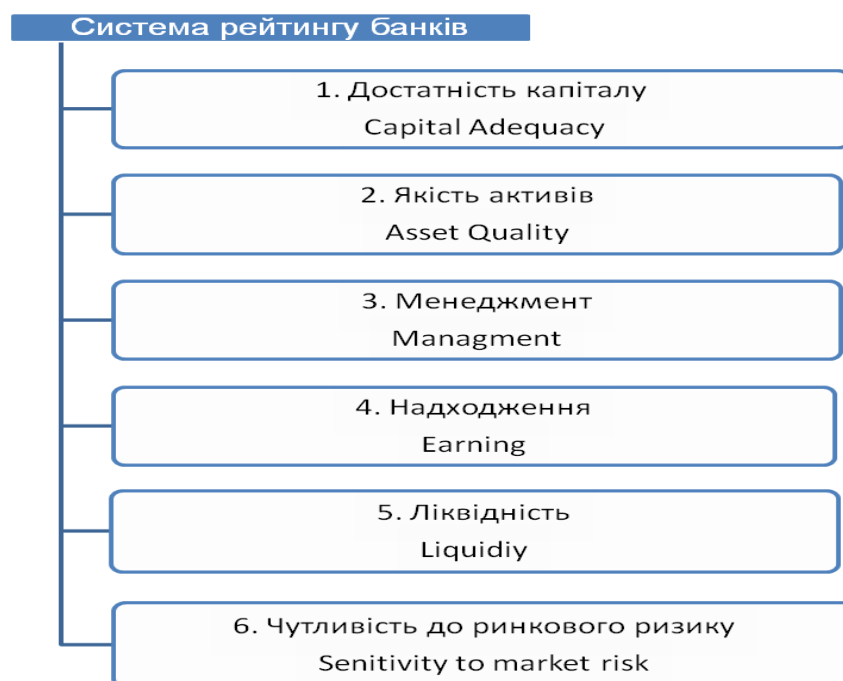 Система рейтингу банків
1. Достатність капіталу
Capital Adequacy
2. Якість активів
Asset Quality
3. Менеджмент
Managment
4. Надходження
Earning
5. Ліквідність
Liquidiy
6. Чутливість до ринкового ризику
Senitivity to market risk